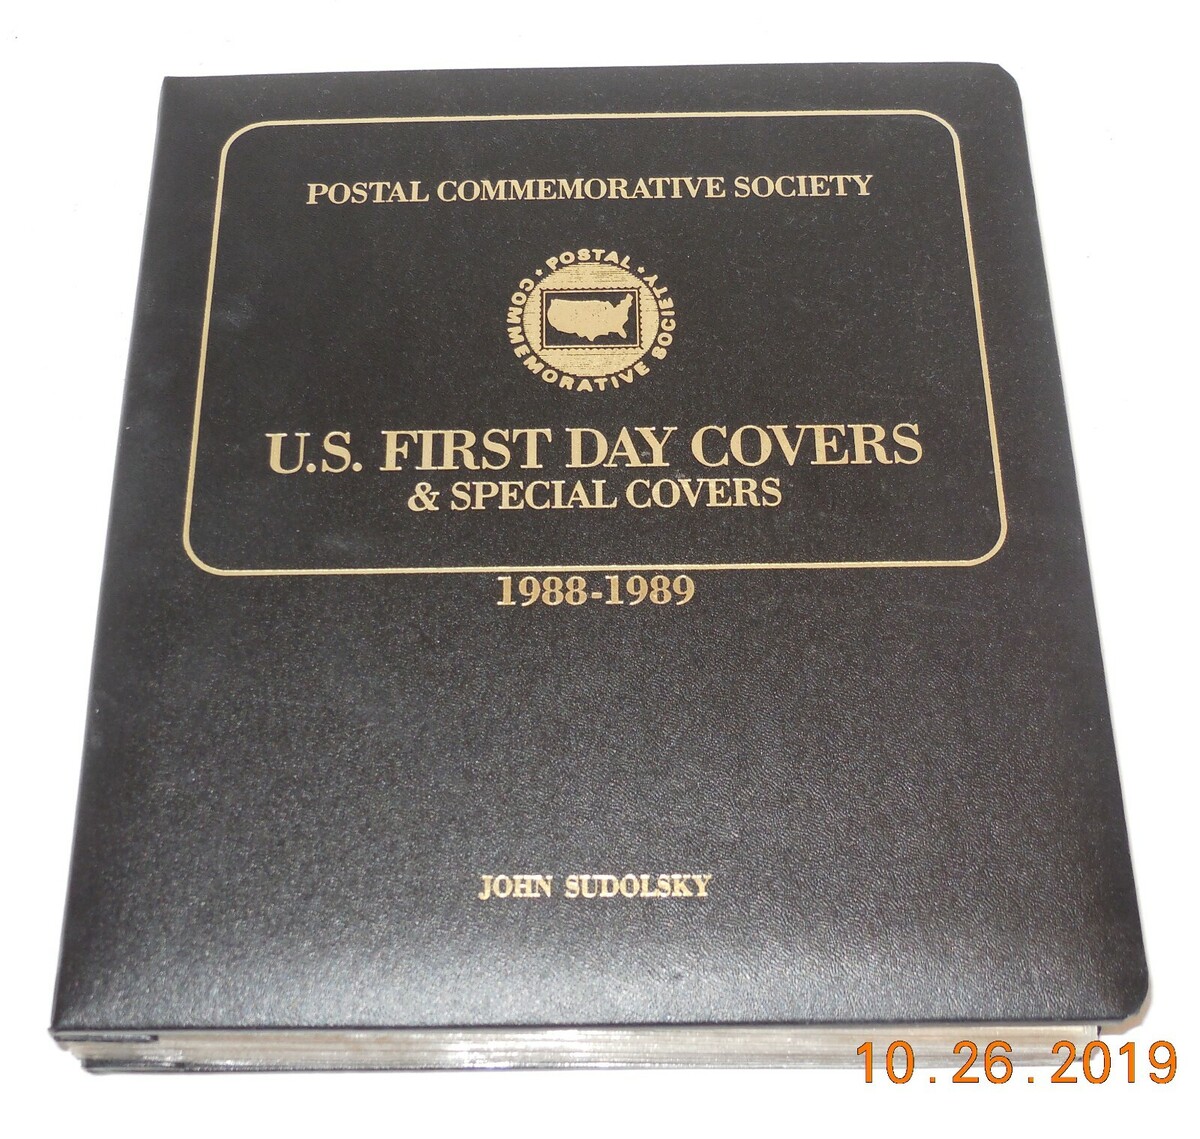 POSTAL COMMEMORATIVE SOCIETY
★ POSTAL ★
COMMEMORATIVE SOCIETY
U.S. FIRST DAY COVERS
& SPECIAL COVERS
1988-1989
JOHN SUDOLSKY
10.26.2019